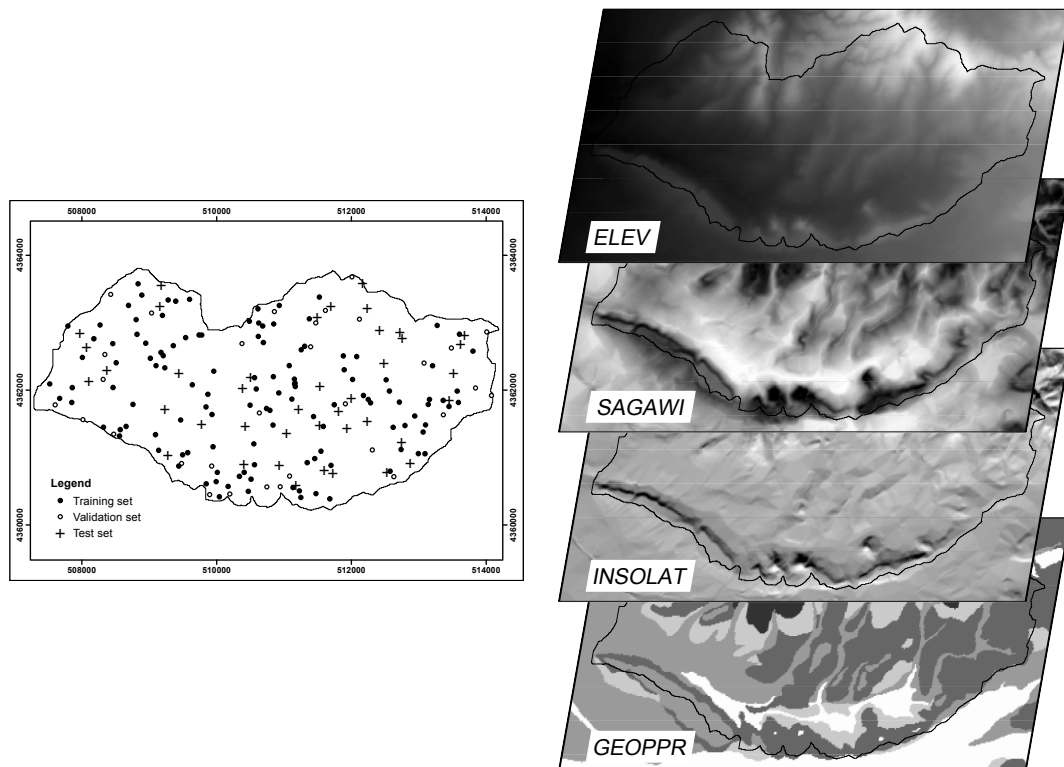 508000 510000 512000 514000
4364000 4364000
4362000 4362000
4360000 4360000
Legend
Training set
Validation set
Test set
508000 510000 512000 514000
ELEV
SAGAWI
INSOLAT
GEOPPR